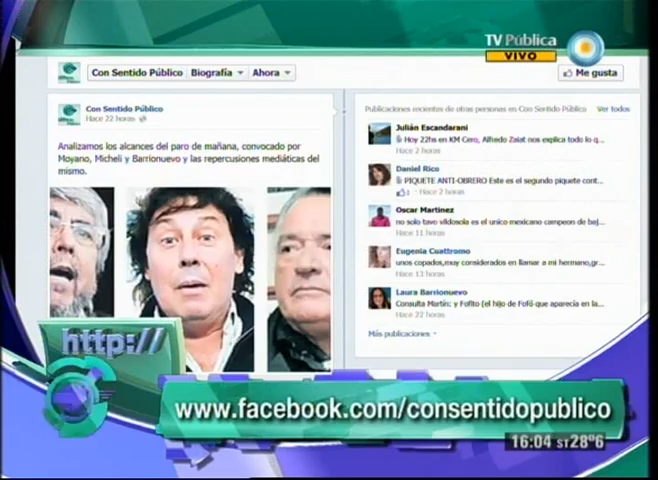 TV Pública
VIVO
Con Sentido Público Biografía Ahora Me gusta
Con Sentido Público
Hace 22 horas
Analizamos los alcances del paro de mañana, convocado por
Moyano, Micheli y Barrionuevo y las repercusiones mediáticas del
mismo.
Publicaciones recientes de otras personas en Con Sentido Público Ver todos
Julián Escandarani
Hoy 22hs en KM Cero, Alfredo Zaiat nos explica todo lo q...
Hace 2 horas
Daniel Rico
PIQUETE ANTI-OBRERO Este es el segundo piquete cont...
1 · Hace 2 horas
Oscar Martinez
no solo tavo vildosola es el unico mexicano campeon de bej...
Hace 11 horas
Eugenia Cuattromo
unos copados,muy considerados en llamar a mi hermano,gr...
Hace 13 horas
Laura Barrionuevo
Consulta Martín: y Fofito (el hijo de Fofó que aparecía en la...
Hace 22 horas
Más publicaciones
http://
www.facebook.com/consentidopublico
16:04 ST 28º6